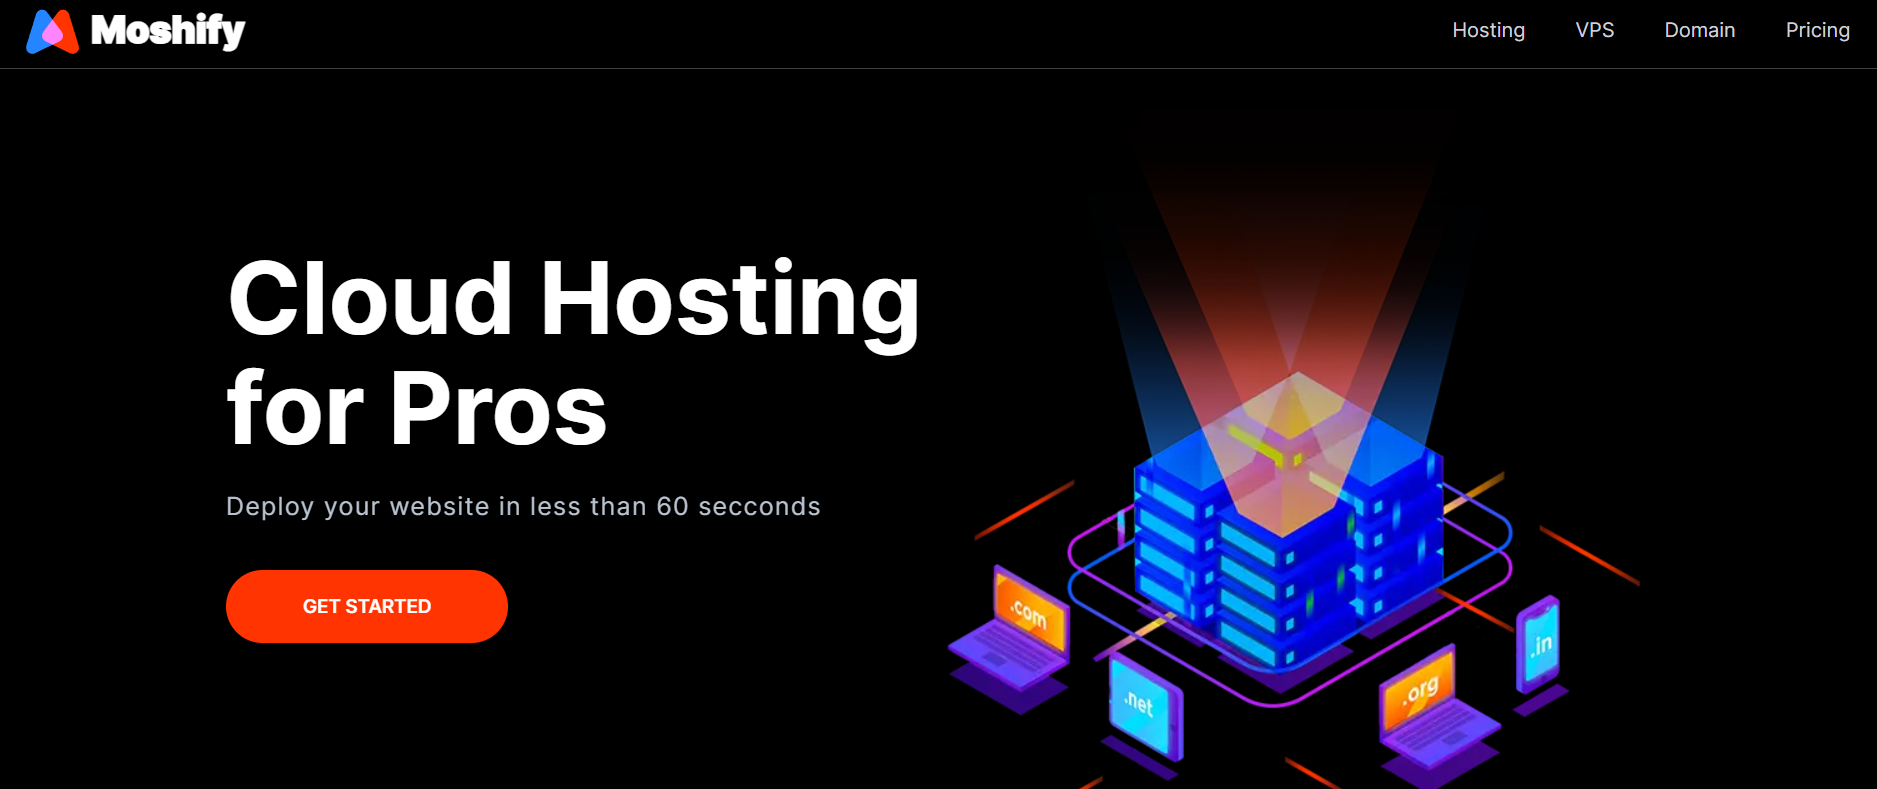 Moshify
Hosting VPS Domain Pricing
Cloud Hosting
for Pros
Deploy your website in less than 60 secconds
GET STARTED
.com
.net
.org
.in